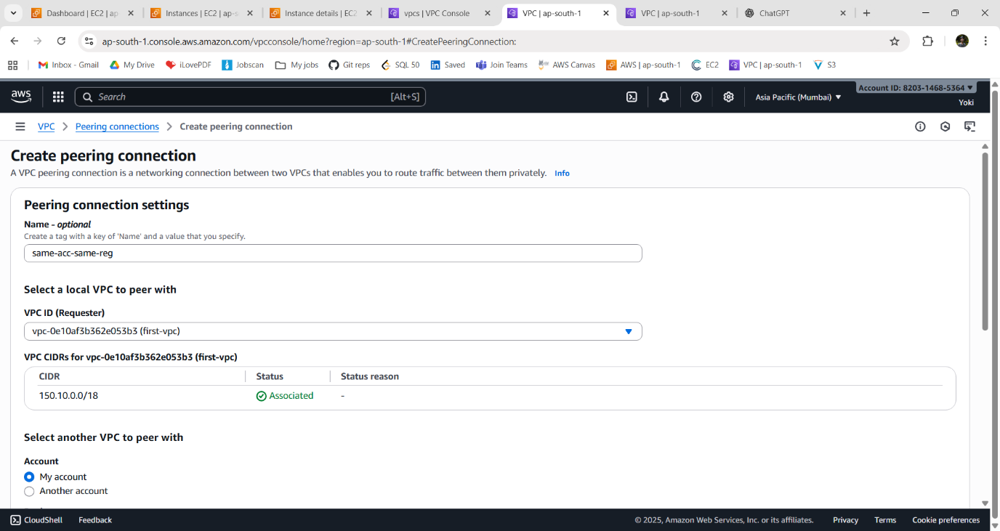 Dashboard | EC2 | ap
Instances | EC2 | ap-s
Instance details | EC2
vpcs | VPC Console
VPC | ap-south-1
VPC | ap-south-1
ChatGPT
ap-south-1.console.aws.amazon.com/vpcconsole/home?region=ap-south-1#CreatePeeringConnection:
Inbox - Gmail
My Drive
iLovePDF
Jobscan
My jobs
Git reps
SQL 50
Saved
Join Teams
AWS Canvas
AWS | ap-south-1
EC2
VPC | ap-south-1
S3
aws
Search
[Alt+S]
Asia Pacific (Mumbai)
Account ID: 8203-1468-5364
Yoki
VPC
Peering connections
Create peering connection
Create peering connection
A VPC peering connection is a networking connection between two VPCs that enables you to route traffic between them privately. Info
Peering connection settings
Name - optional
Create a tag with a key of 'Name' and a value that you specify.
same-acc-same-reg
Select a local VPC to peer with
VPC ID (Requester)
vpc-0e10af3b362e053b3 (first-vpc)
VPC CIDRs for vpc-0e10af3b362e053b3 (first-vpc)
CIDR Status Status reason
150.10.0.0/18 Associated -
Select another VPC to peer with
Account
My account
Another account
CloudShell
Feedback
© 2025, Amazon Web Services, Inc. or its affiliates.
Privacy
Terms
Cookie preferences